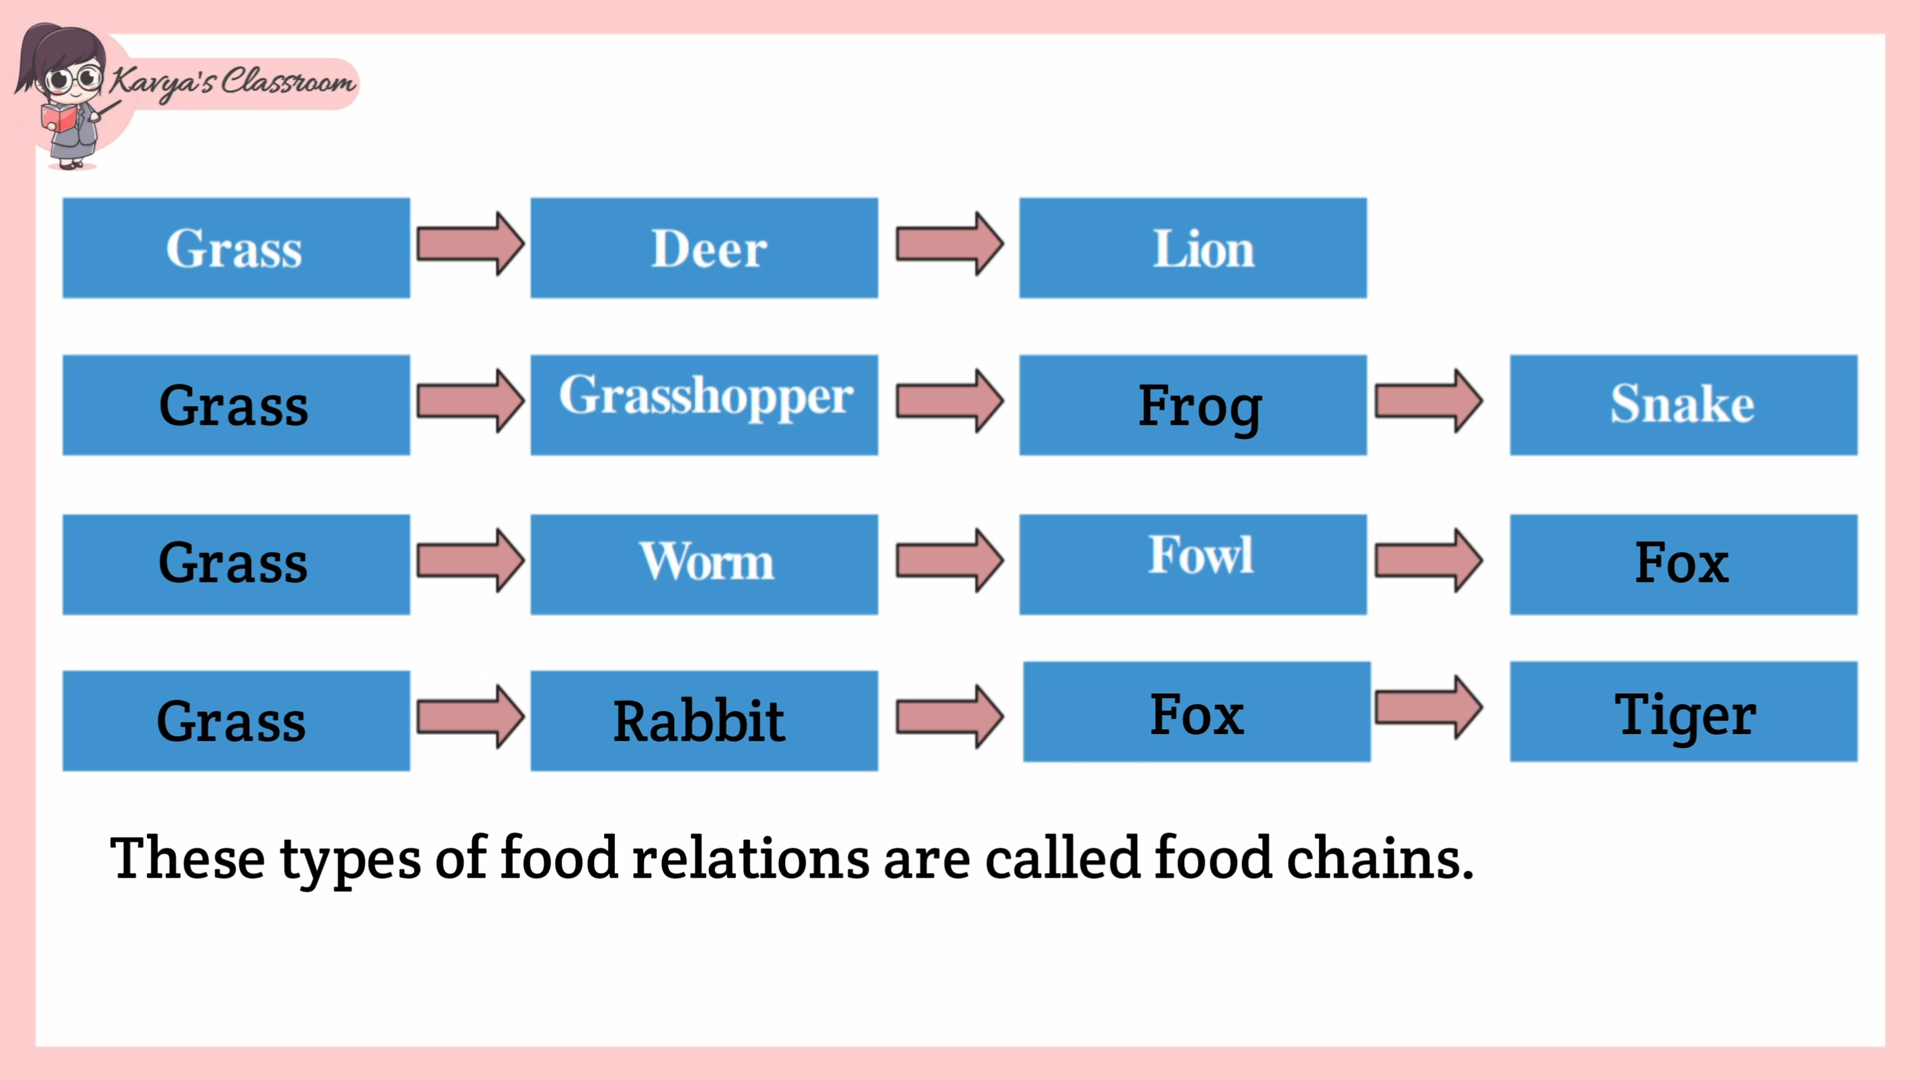 Kavya's Classroom
Grass Deer Lion
Grass Grasshopper Frog Snake
Grass Worm Fowl Fox
Grass Rabbit Fox Tiger
These types of food relations are called food chains.